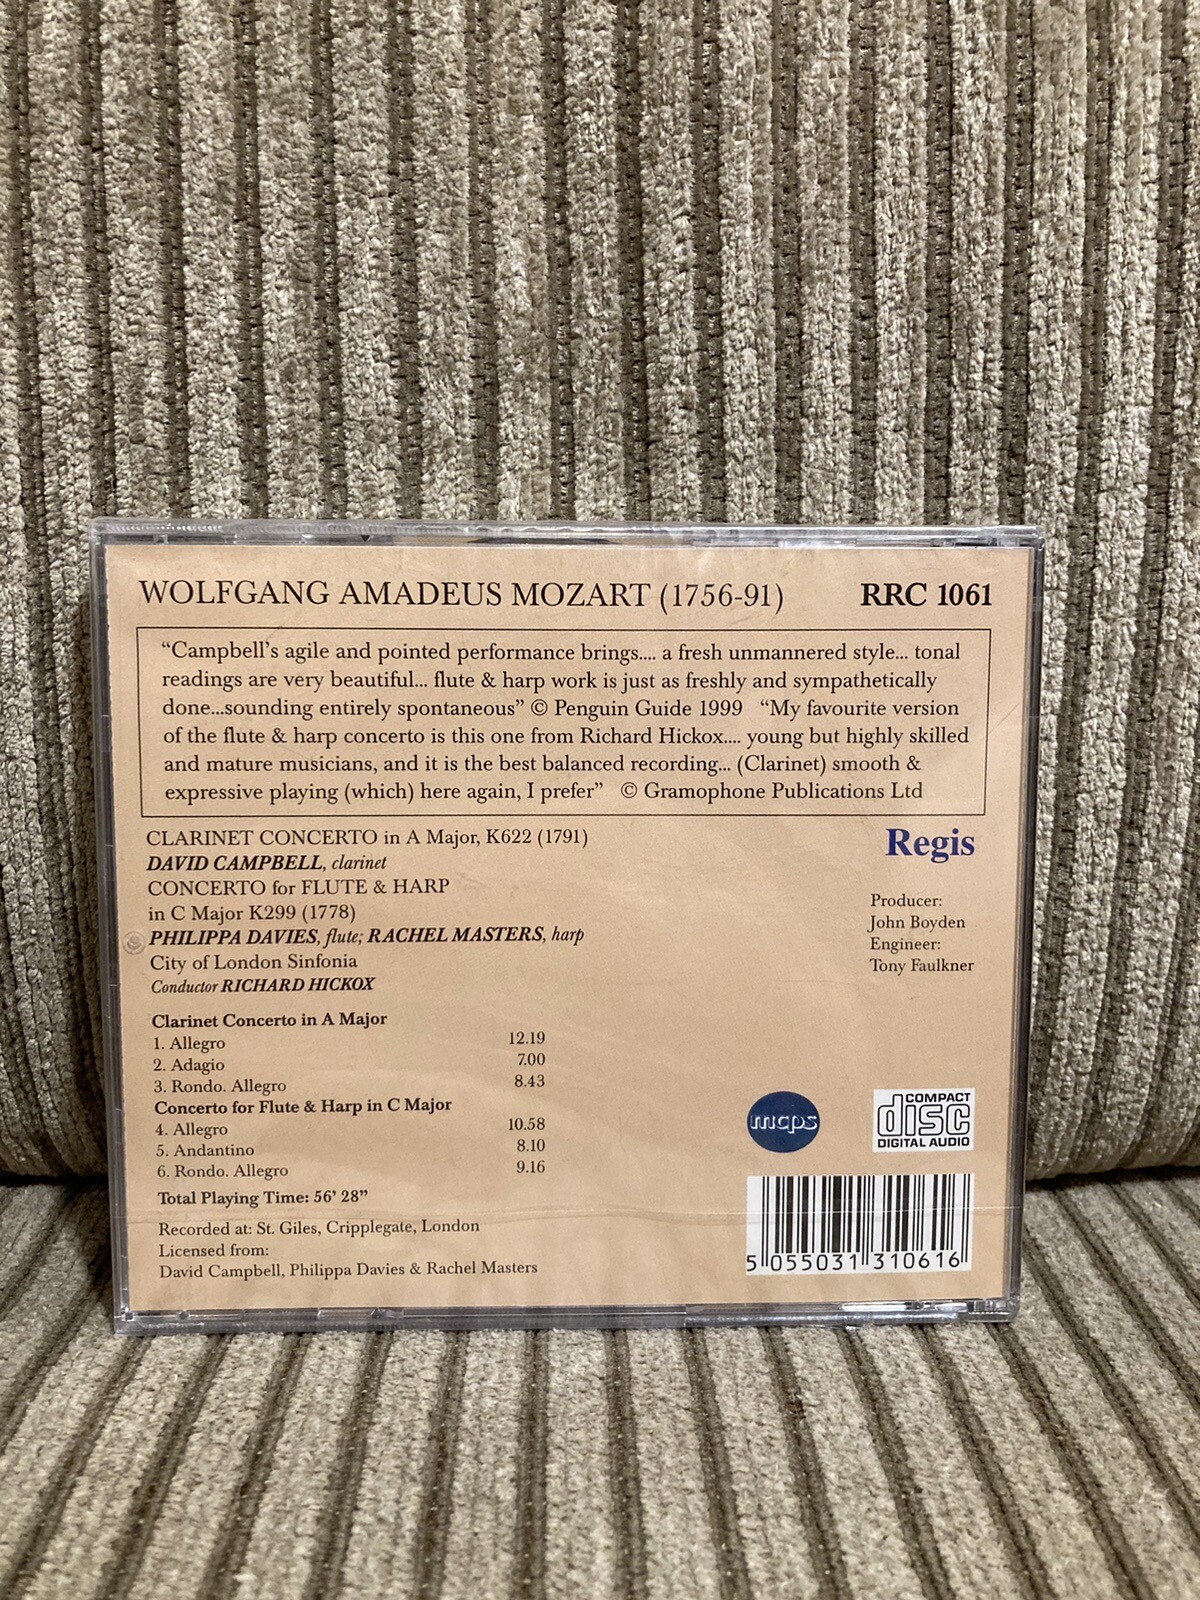 WOLFGANG AMADEUS MOZART (1756-91) RRC 1061
“Campbell’s agile and pointed performance brings.... a fresh unmannered style... tonal
readings are very beautiful... flute & harp work is just as freshly and sympathetically
done...sounding entirely spontaneous” © Penguin Guide 1999 “My favourite version
of the flute & harp concerto is this one from Richard Hickox.... young but highly skilled
and mature musicians, and it is the best balanced recording... (Clarinet) smooth &
expressive playing (which) here again, I prefer” © Gramophone Publications Ltd
CLARINET CONCERTO in A Major, K622 (1791)
DAVID CAMPBELL, clarinet
CONCERTO for FLUTE & HARP
in C Major K299 (1778)
PHILIPPA DAVIES, flute; RACHEL MASTERS, harp
City of London Sinfonia
Conductor RICHARD HICKOX
Regis
Producer:
John Boyden
Engineer:
Tony Faulkner
Clarinet Concerto in A Major
1. Allegro 12.19
2. Adagio 7.00
3. Rondo. Allegro 8.43
Concerto for Flute & Harp in C Major
4. Allegro 10.58
5. Andantino 8.10
6. Rondo. Allegro 9.16
Total Playing Time: 56’ 28”
Recorded at: St. Giles, Cripplegate, London
Licensed from:
David Campbell, Philippa Davies & Rachel Masters
mcps
COMPACT
disc
DIGITAL AUDIO
5 055031 310616